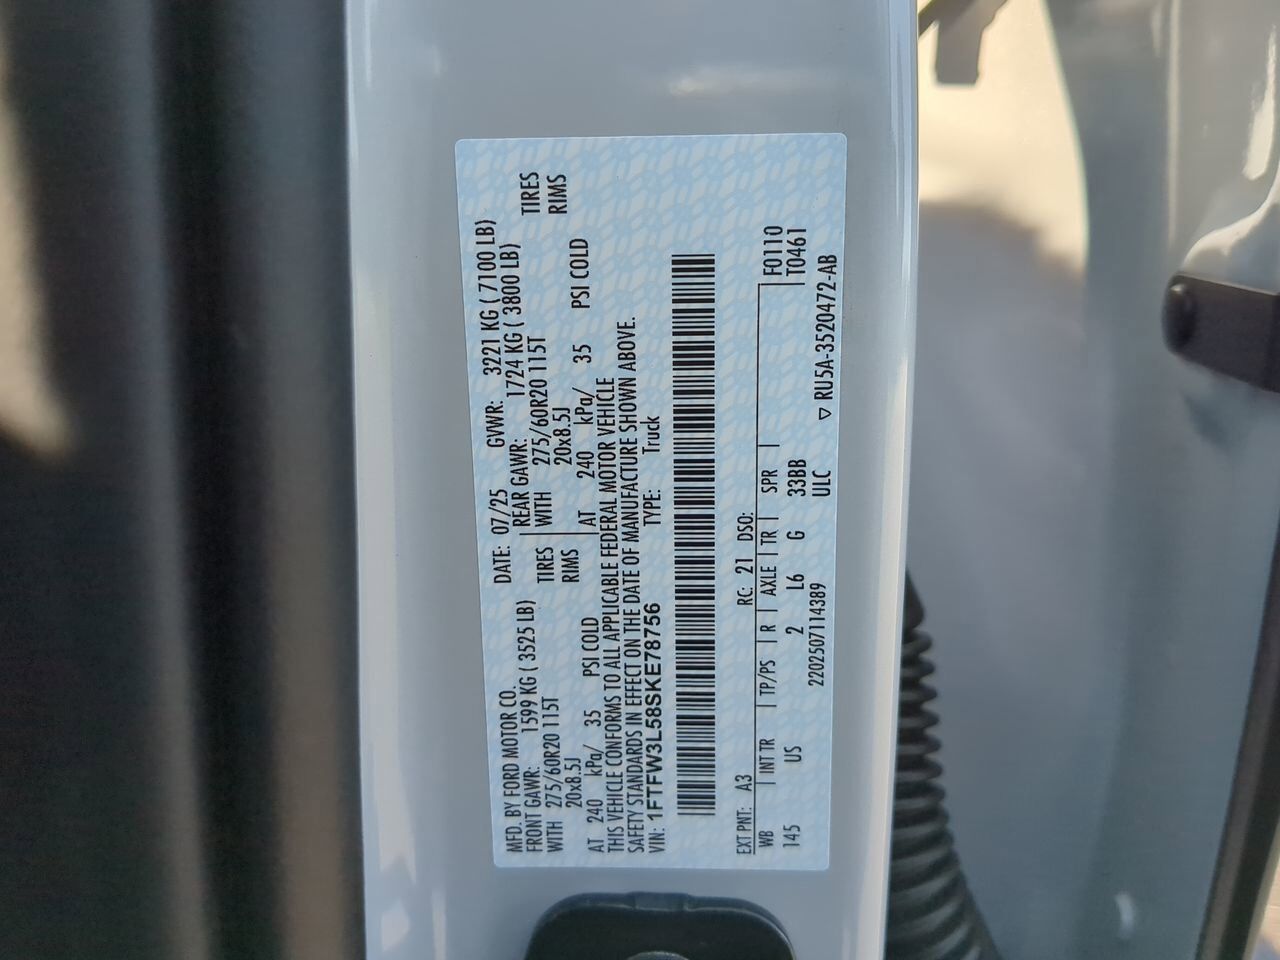 MFD. BY FORD MOTOR CO. DATE: 07/25 GVWR: 3221 KG ( 7100 LB)
FRONT GAWR: 1599 KG ( 3525 LB) REAR GAWR: 1724 KG ( 3800 LB)
WITH 275/60R20 115T TIRES WITH 275/60R20 115T TIRES
20x8.5J RIMS 20x8.5J RIMS
AT 240 kPa/ 35 PSI COLD AT 240 kPa/ 35 PSI COLD
THIS VEHICLE CONFORMS TO ALL APPLICABLE FEDERAL MOTOR VEHICLE
SAFETY STANDARDS IN EFFECT ON THE DATE OF MANUFACTURE SHOWN ABOVE.
VIN: 1FTFW3L58SKE78756 TYPE: Truck
EXT PNT: A3 RC: 21 DSO:
WB INT TR TP/PS R AXLE TR SPR F0110
145 US 2 L6 G 33BB T0461
2202507114389 ULC ▽ RU5A-3520472-AB